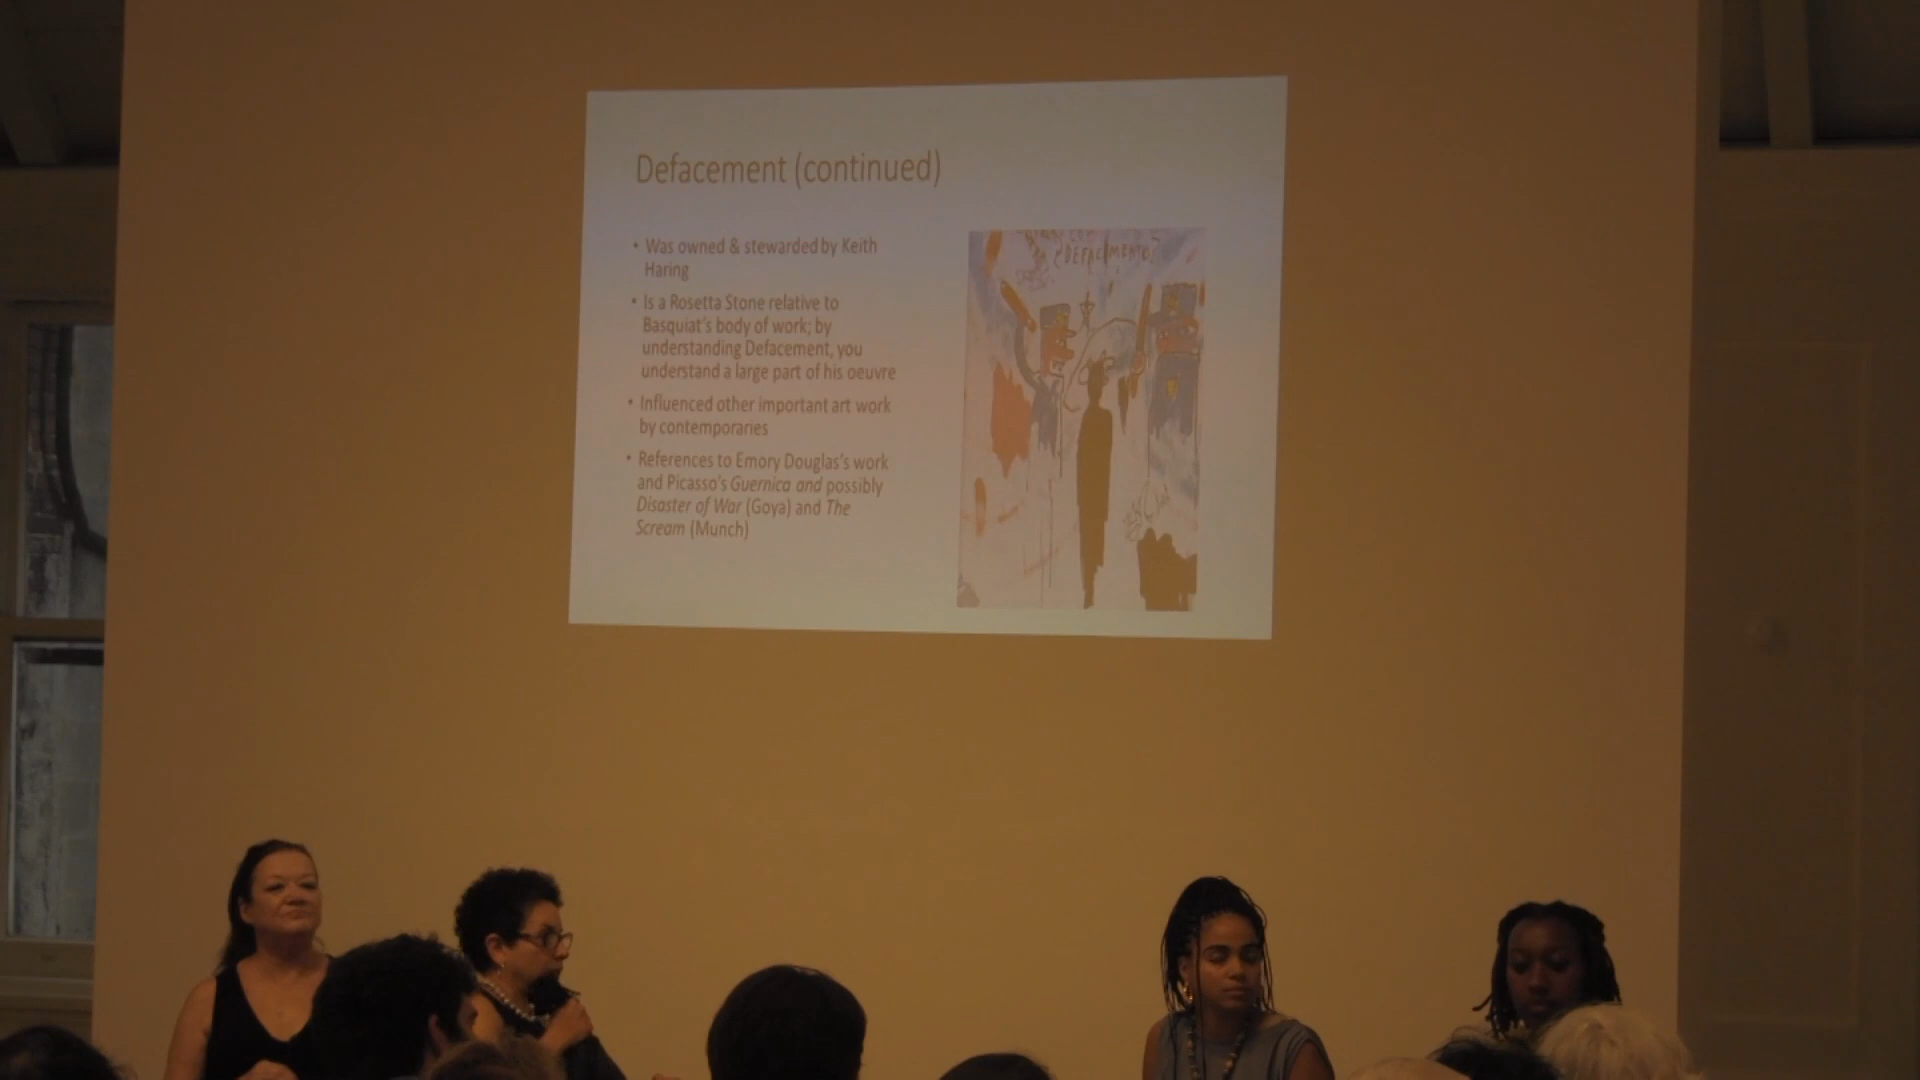 Defacement (continued)
• Was owned & stewarded by Keith
Haring
• Is a Rosetta Stone relative to
Basquiat's body of work; by
understanding Defacement, you
understand a large part of his oeuvre
• Influenced other important art work
by contemporaries
• References to Emory Douglas's work
and Picasso's Guernica and possibly
Disaster of War (Goya) and The
Scream (Munch)
¿DEFACIMENTO?